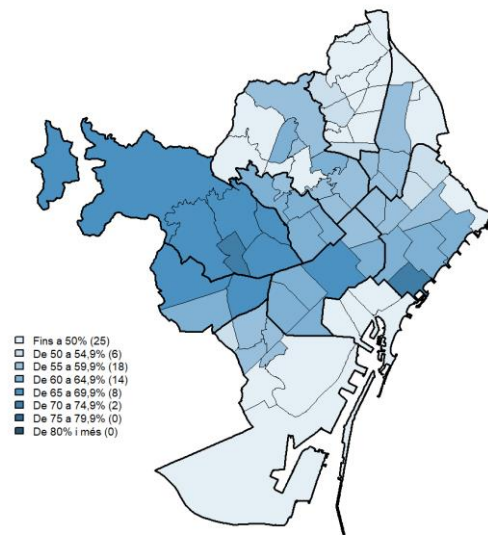 Fins a 50% (25)
De 50 a 54,9% (6)
De 55 a 59,9% (18)
De 60 a 64,9% (14)
De 65 a 69,9% (8)
De 70 a 74,9% (2)
De 75 a 79,9% (0)
De 80% i més (0)